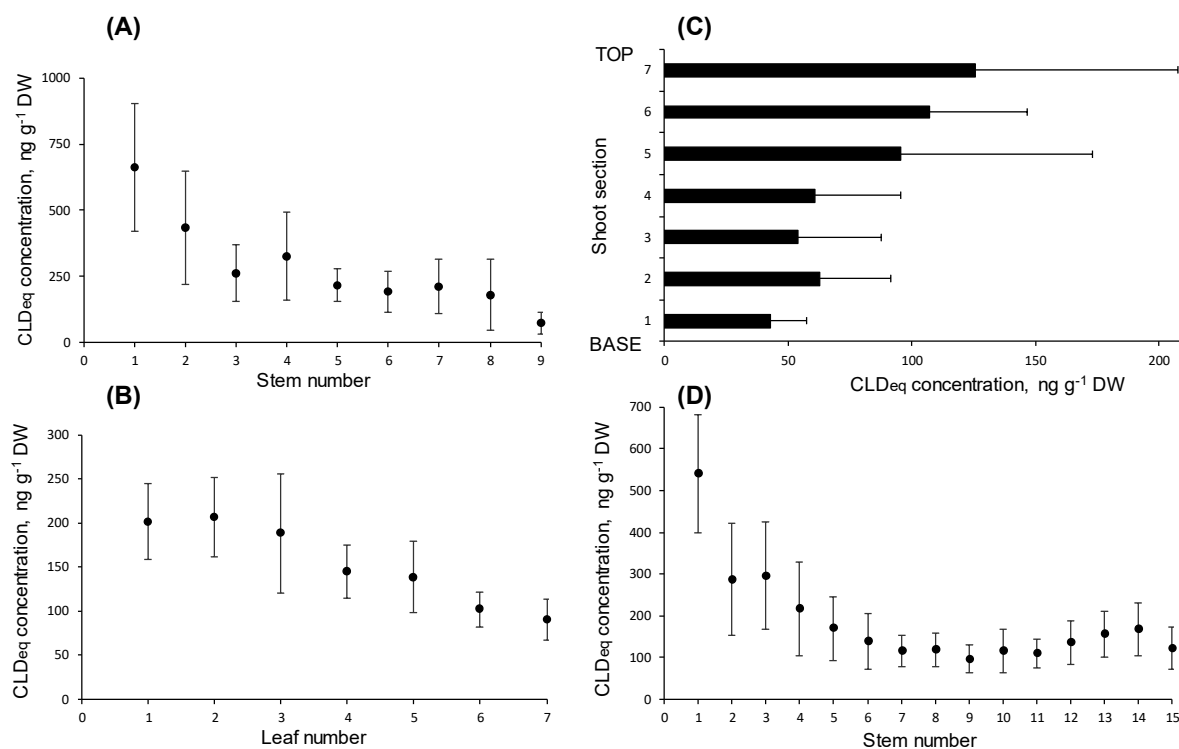 (A)
CLDeq concentration, ng g-1 DW
1000
750
500
250
0
0 1 2 3 4 5 6 7 8 9
Stem number
(B)
CLDeq concentration, ng g-1 DW
300
250
200
150
100
50
0
0 1 2 3 4 5 6 7
Leaf number
(C)
TOP
Shoot section
7
6
5
4
3
2
1
BASE
0 50 100 150 200
CLDeq concentration, ng g-1 DW
(D)
CLDeq concentration, ng g-1 DW
700
600
500
400
300
200
100
0
0 1 2 3 4 5 6 7 8 9 10 11 12 13 14 15
Stem number